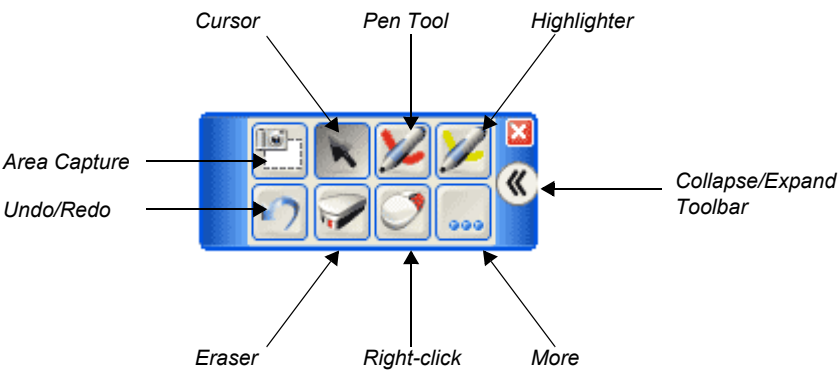 Cursor
Pen Tool
Highlighter
Area Capture
Undo/Redo
Collapse/Expand
Toolbar
Eraser
Right-click
More